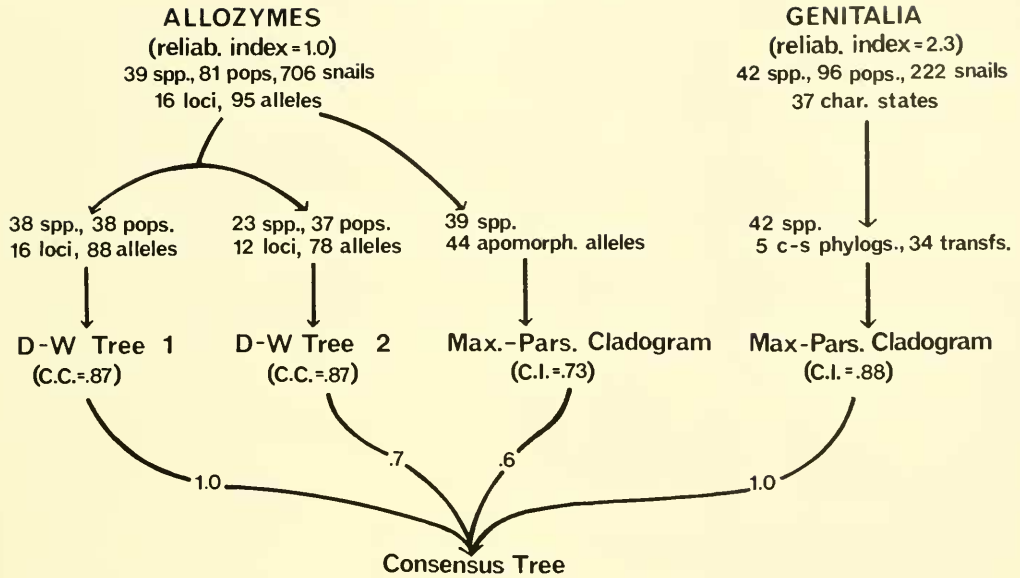 ALLOZYMES
(reliab. index=1.0)
39 spp., 81 pops, 706 snails
16 loci, 95 alleles
GENITALIA
(reliab. index=2.3)
42 spp., 96 pops., 222 snails
37 char. states
38 spp., 38 pops.
16 loci, 88 alleles
23 spp., 37 pops.
12 loci, 78 alleles
39 spp.
44 apomorph. alleles
42 spp.
5 c-s phylogs., 34 transfs.
D-W Tree 1
(C.C.=.87)
D-W Tree 2
(C.C.=.87)
Max.-Pars. Cladogram
(C.I.=.73)
Max-Pars. Cladogram
(C.I.=.88)
1.0
.7
.6
1.0
Consensus Tree